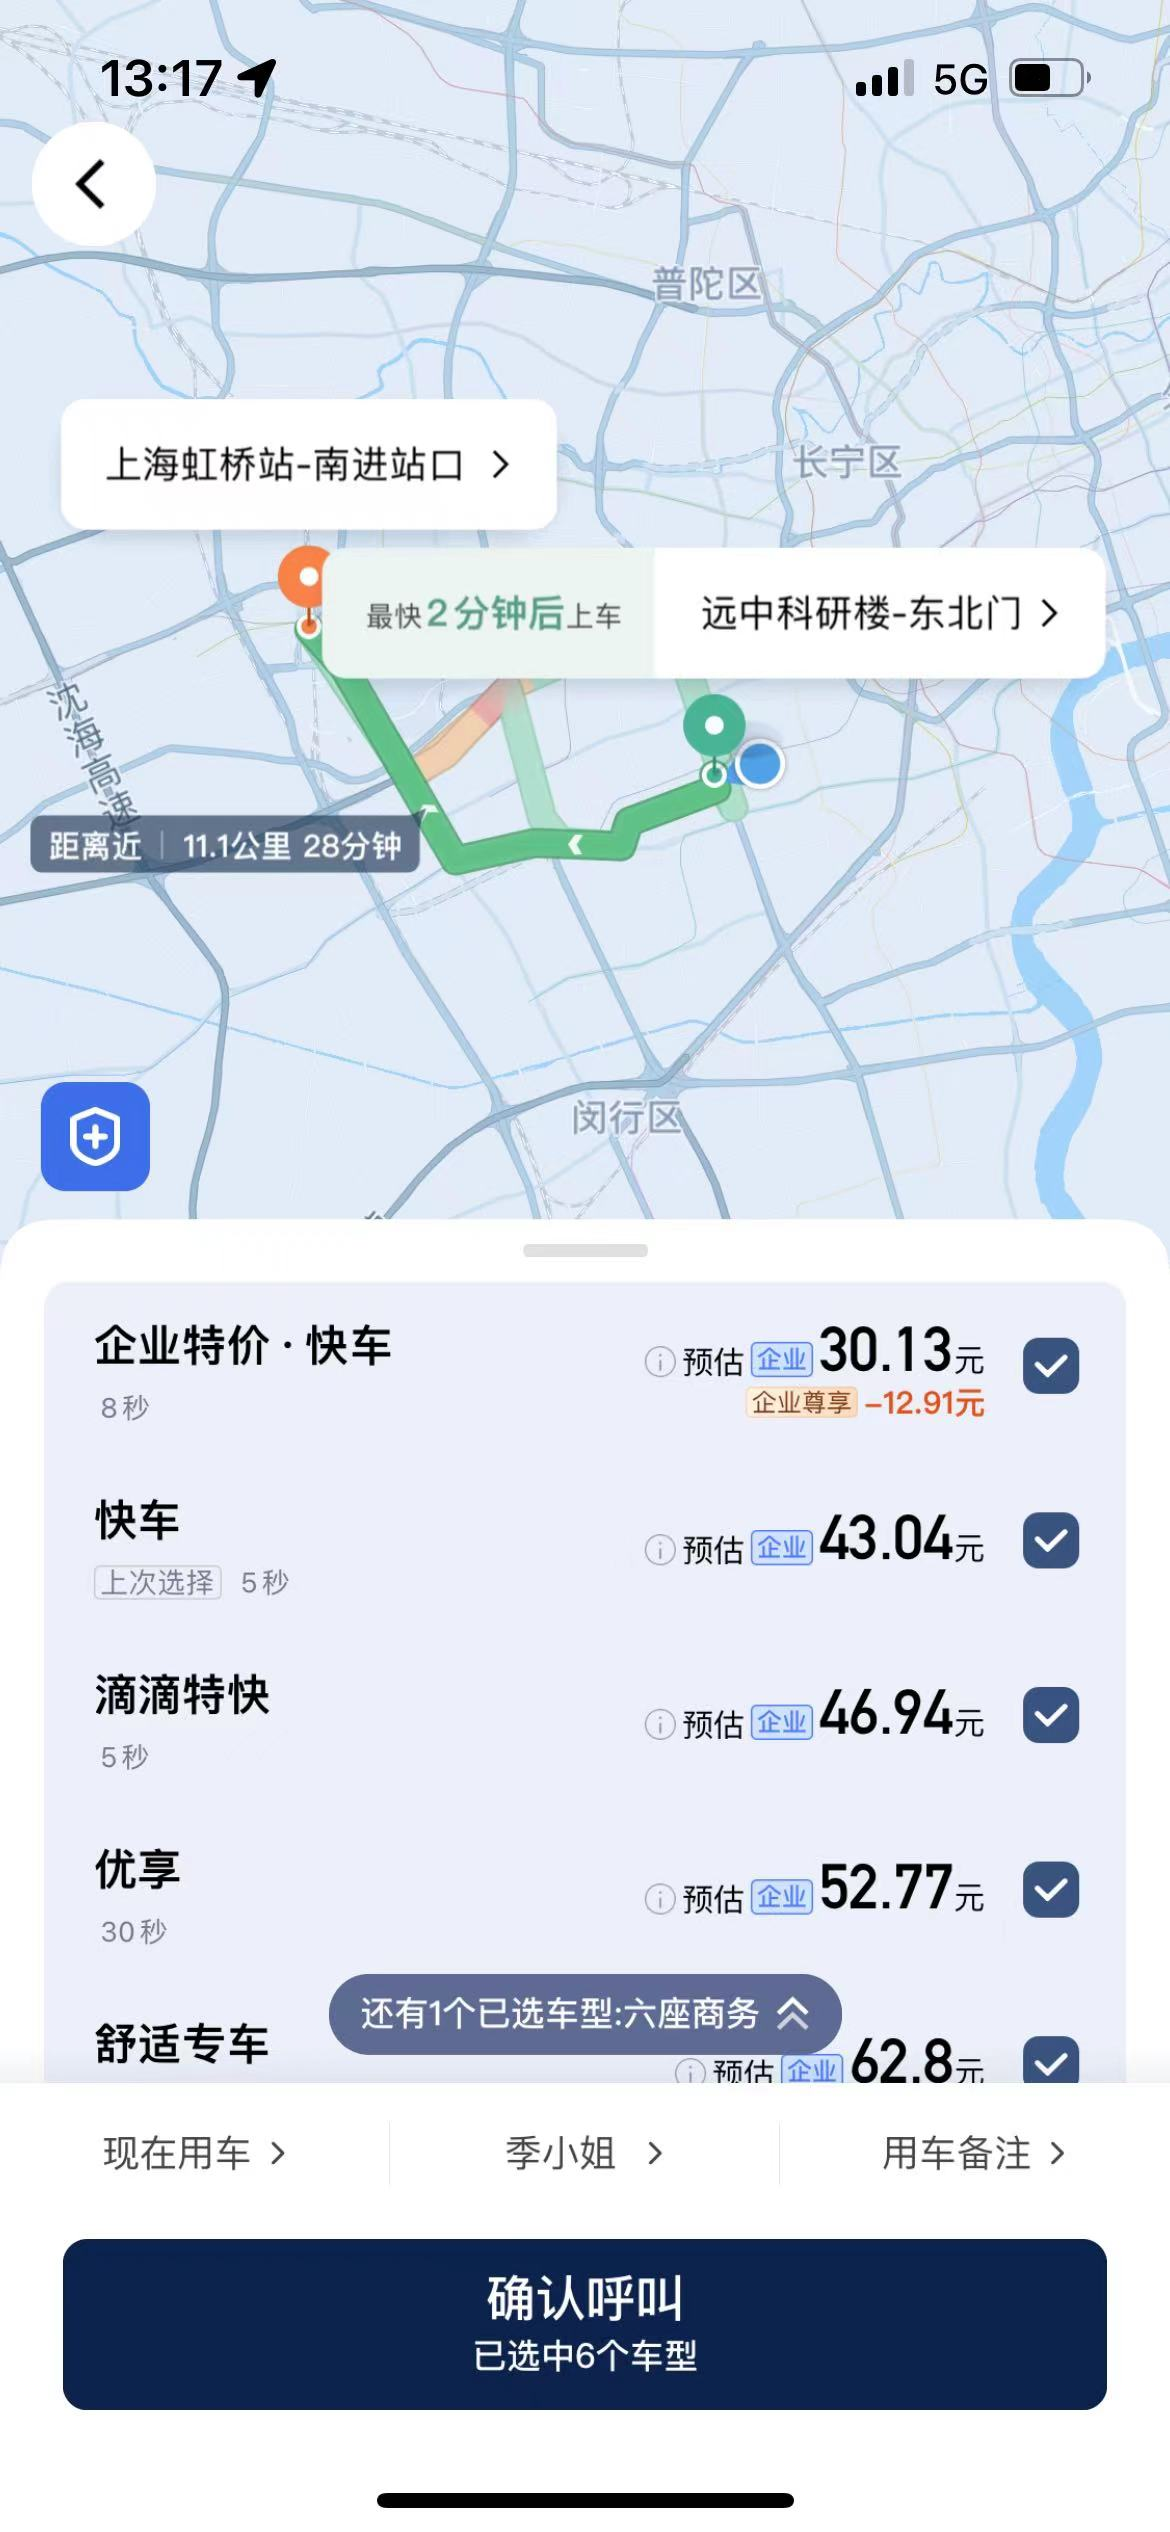 13:17
5G
普陀区
上海虹桥站-南进站口
长宁区
最快2分钟后上车
远中科研楼-东北门
沈海高速
距离近 11.1公里 28分钟
闵行区
企业特价·快车
预估 企业 30.13元
8秒
企业尊享 -12.91元
快车
预估 企业 43.04元
上次选择 5秒
滴滴特快
预估 企业 46.94元
5秒
优享
预估 企业 52.77元
30秒
还有1个已选车型:六座商务
舒适专车
预估 企业 62.8元
现在用车
季小姐
用车备注
确认呼叫
已选中6个车型